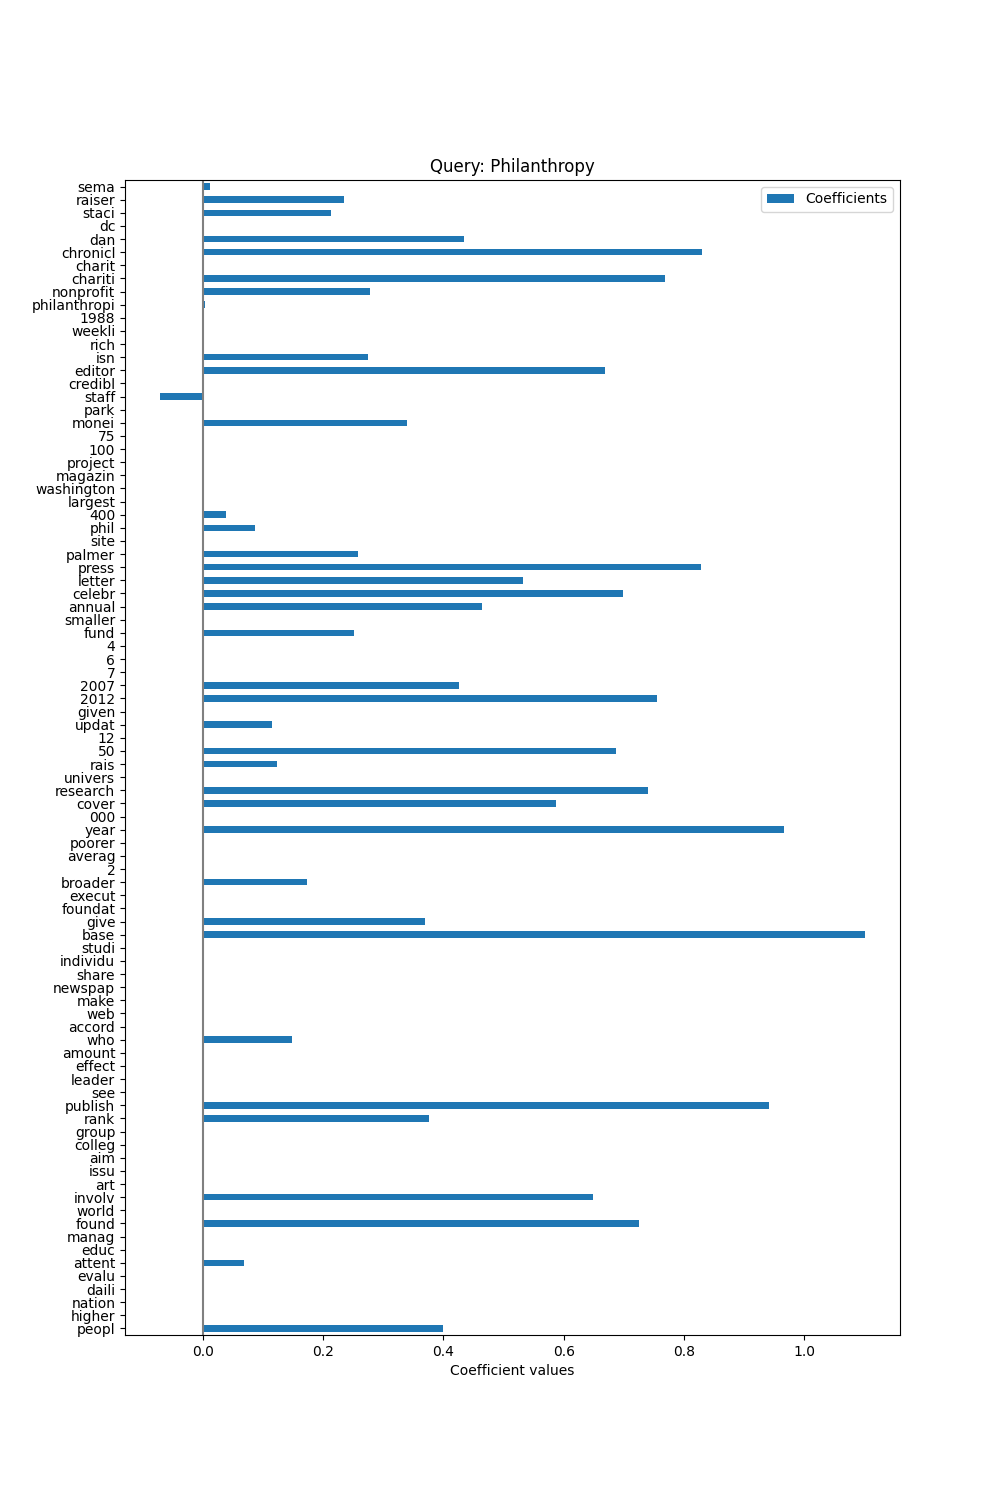 Query: Philanthropy
Coefficients
sema
raiser
staci
dc
dan
chronicl
charit
chariti
nonprofit
philanthropi
1988
weekli
rich
isn
editor
credibl
staff
park
monei
75
100
project
magazin
washington
largest
400
phil
site
palmer
press
letter
celebr
annual
smaller
fund
4
6
7
2007
2012
given
updat
12
50
rais
univers
research
cover
000
year
poorer
averag
2
broader
execut
foundat
give
base
studi
individu
share
newspap
make
web
accord
who
amount
effect
leader
see
publish
rank
group
colleg
aim
issu
art
involv
world
found
manag
educ
attent
evalu
daili
nation
higher
peopl
0.0 0.2 0.4 0.6 0.8 1.0
Coefficient values